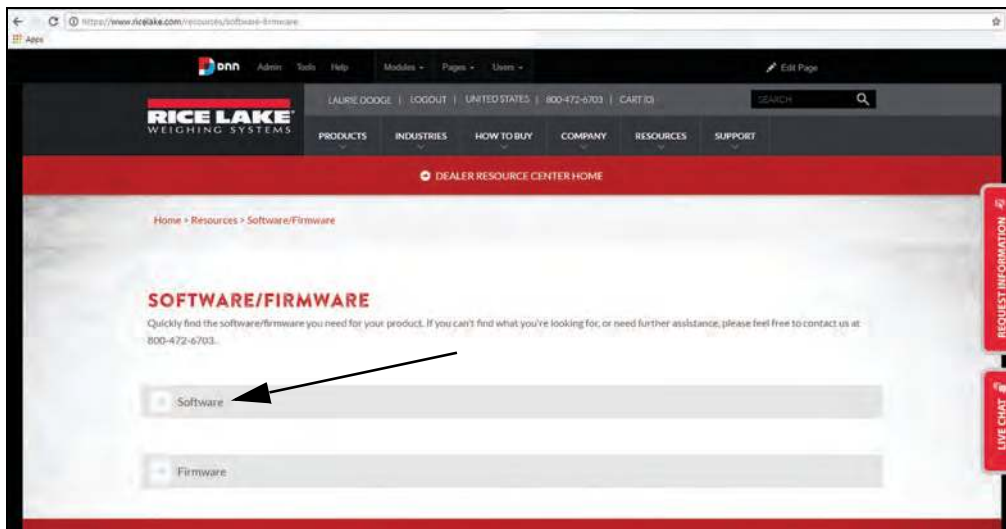 https://www.ricelake.com/resources/software-firmware
Apps
DNN Admin Tools Help Modules Pages Users Edit Page
LAURIE DODGE | LOGOUT | UNITED STATES | 800-472-6703 | CART (0) SEARCH
RICE LAKE
WEIGHING SYSTEMS
PRODUCTS INDUSTRIES HOW TO BUY COMPANY RESOURCES SUPPORT
DEALER RESOURCE CENTER HOME
Home > Resources > Software/Firmware
SOFTWARE/FIRMWARE
Quickly find the software/firmware you need for your product. If you can't find what you're looking for, or need further assistance, please feel free to contact us at
800-472-6703.
Software
Firmware
REQUEST INFORMATION
LIVE CHAT